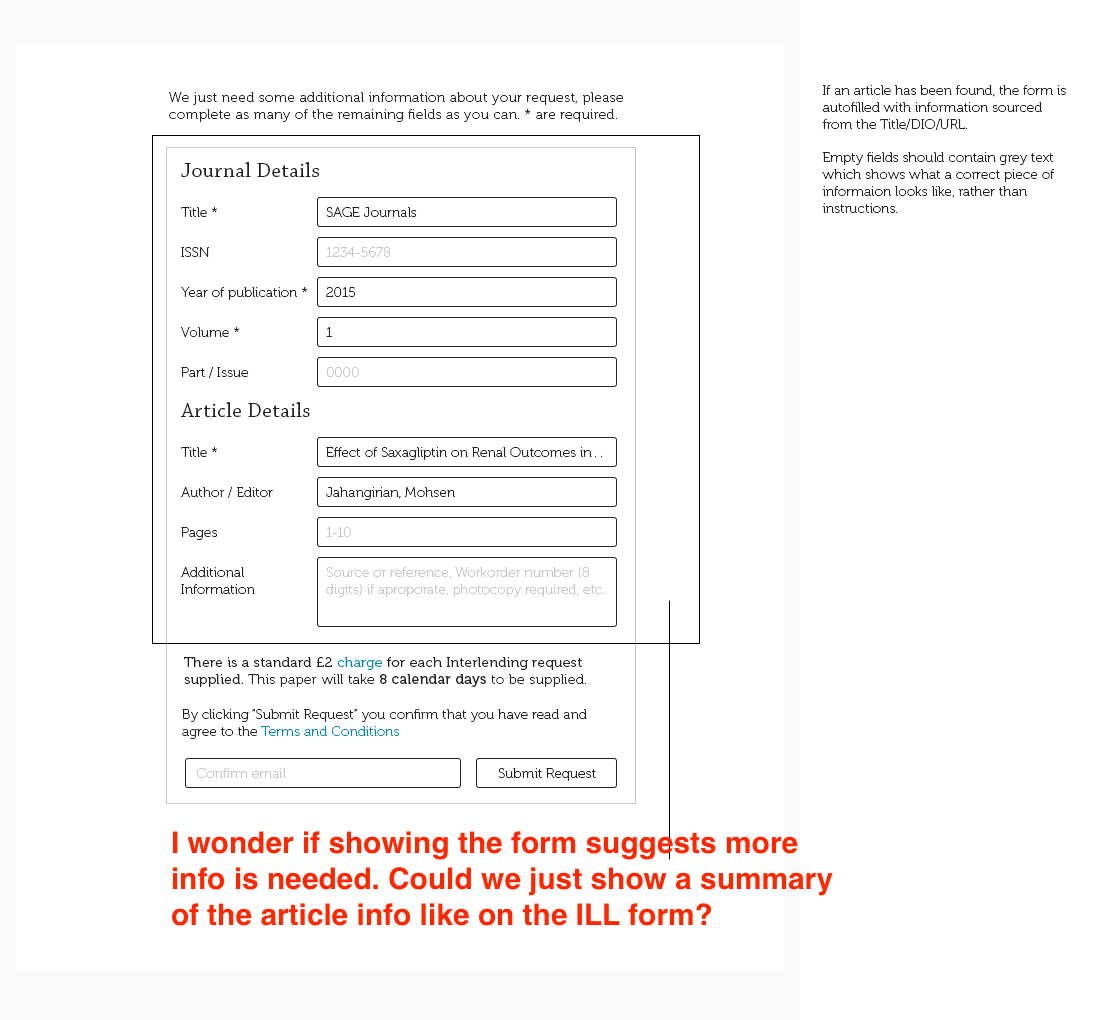 We just need some additional information about your request, please
complete as many of the remaining fields as you can. * are required.
Journal Details
Title *
SAGE Journals
ISSN
1234-5678
Year of publication *
2015
Volume *
1
Part / Issue
0000
Article Details
Title *
Effect of Saxagliptin on Renal Outcomes in . .
Author / Editor
Jahangirian, Mohsen
Pages
1-10
Additional
Information
Source or reference, Workorder number (8
digits) if aproporate, photocopy required, etc.
There is a standard £2 charge for each Interlending request
supplied. This paper will take 8 calendar days to be supplied.
By clicking "Submit Request" you confirm that you have read and
agree to the Terms and Conditions
Confirm email
Submit Request
I wonder if showing the form suggests more
info is needed. Could we just show a summary
of the article info like on the ILL form?
If an article has been found, the form is
autofilled with information sourced
from the Title/DIO/URL.
Empty fields should contain grey text
which shows what a correct piece of
informaion looks like, rather than
instructions.